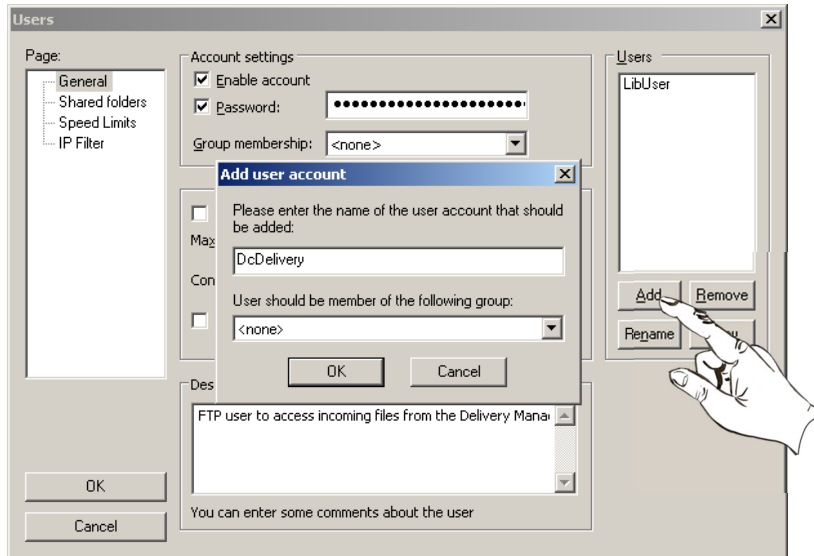 Users
Page:
General
Shared folders
Speed Limits
IP Filter
OK
Cancel
Account settings
Enable account
Password:
Group membership: <none>
Add user account
Please enter the name of the user account that should
be added:
DcDelivery
User should be member of the following group:
<none>
OK Cancel
FTP user to access incoming files from the Delivery
You can enter some comments about the user
Users
LibUser
Add Remove
Rename